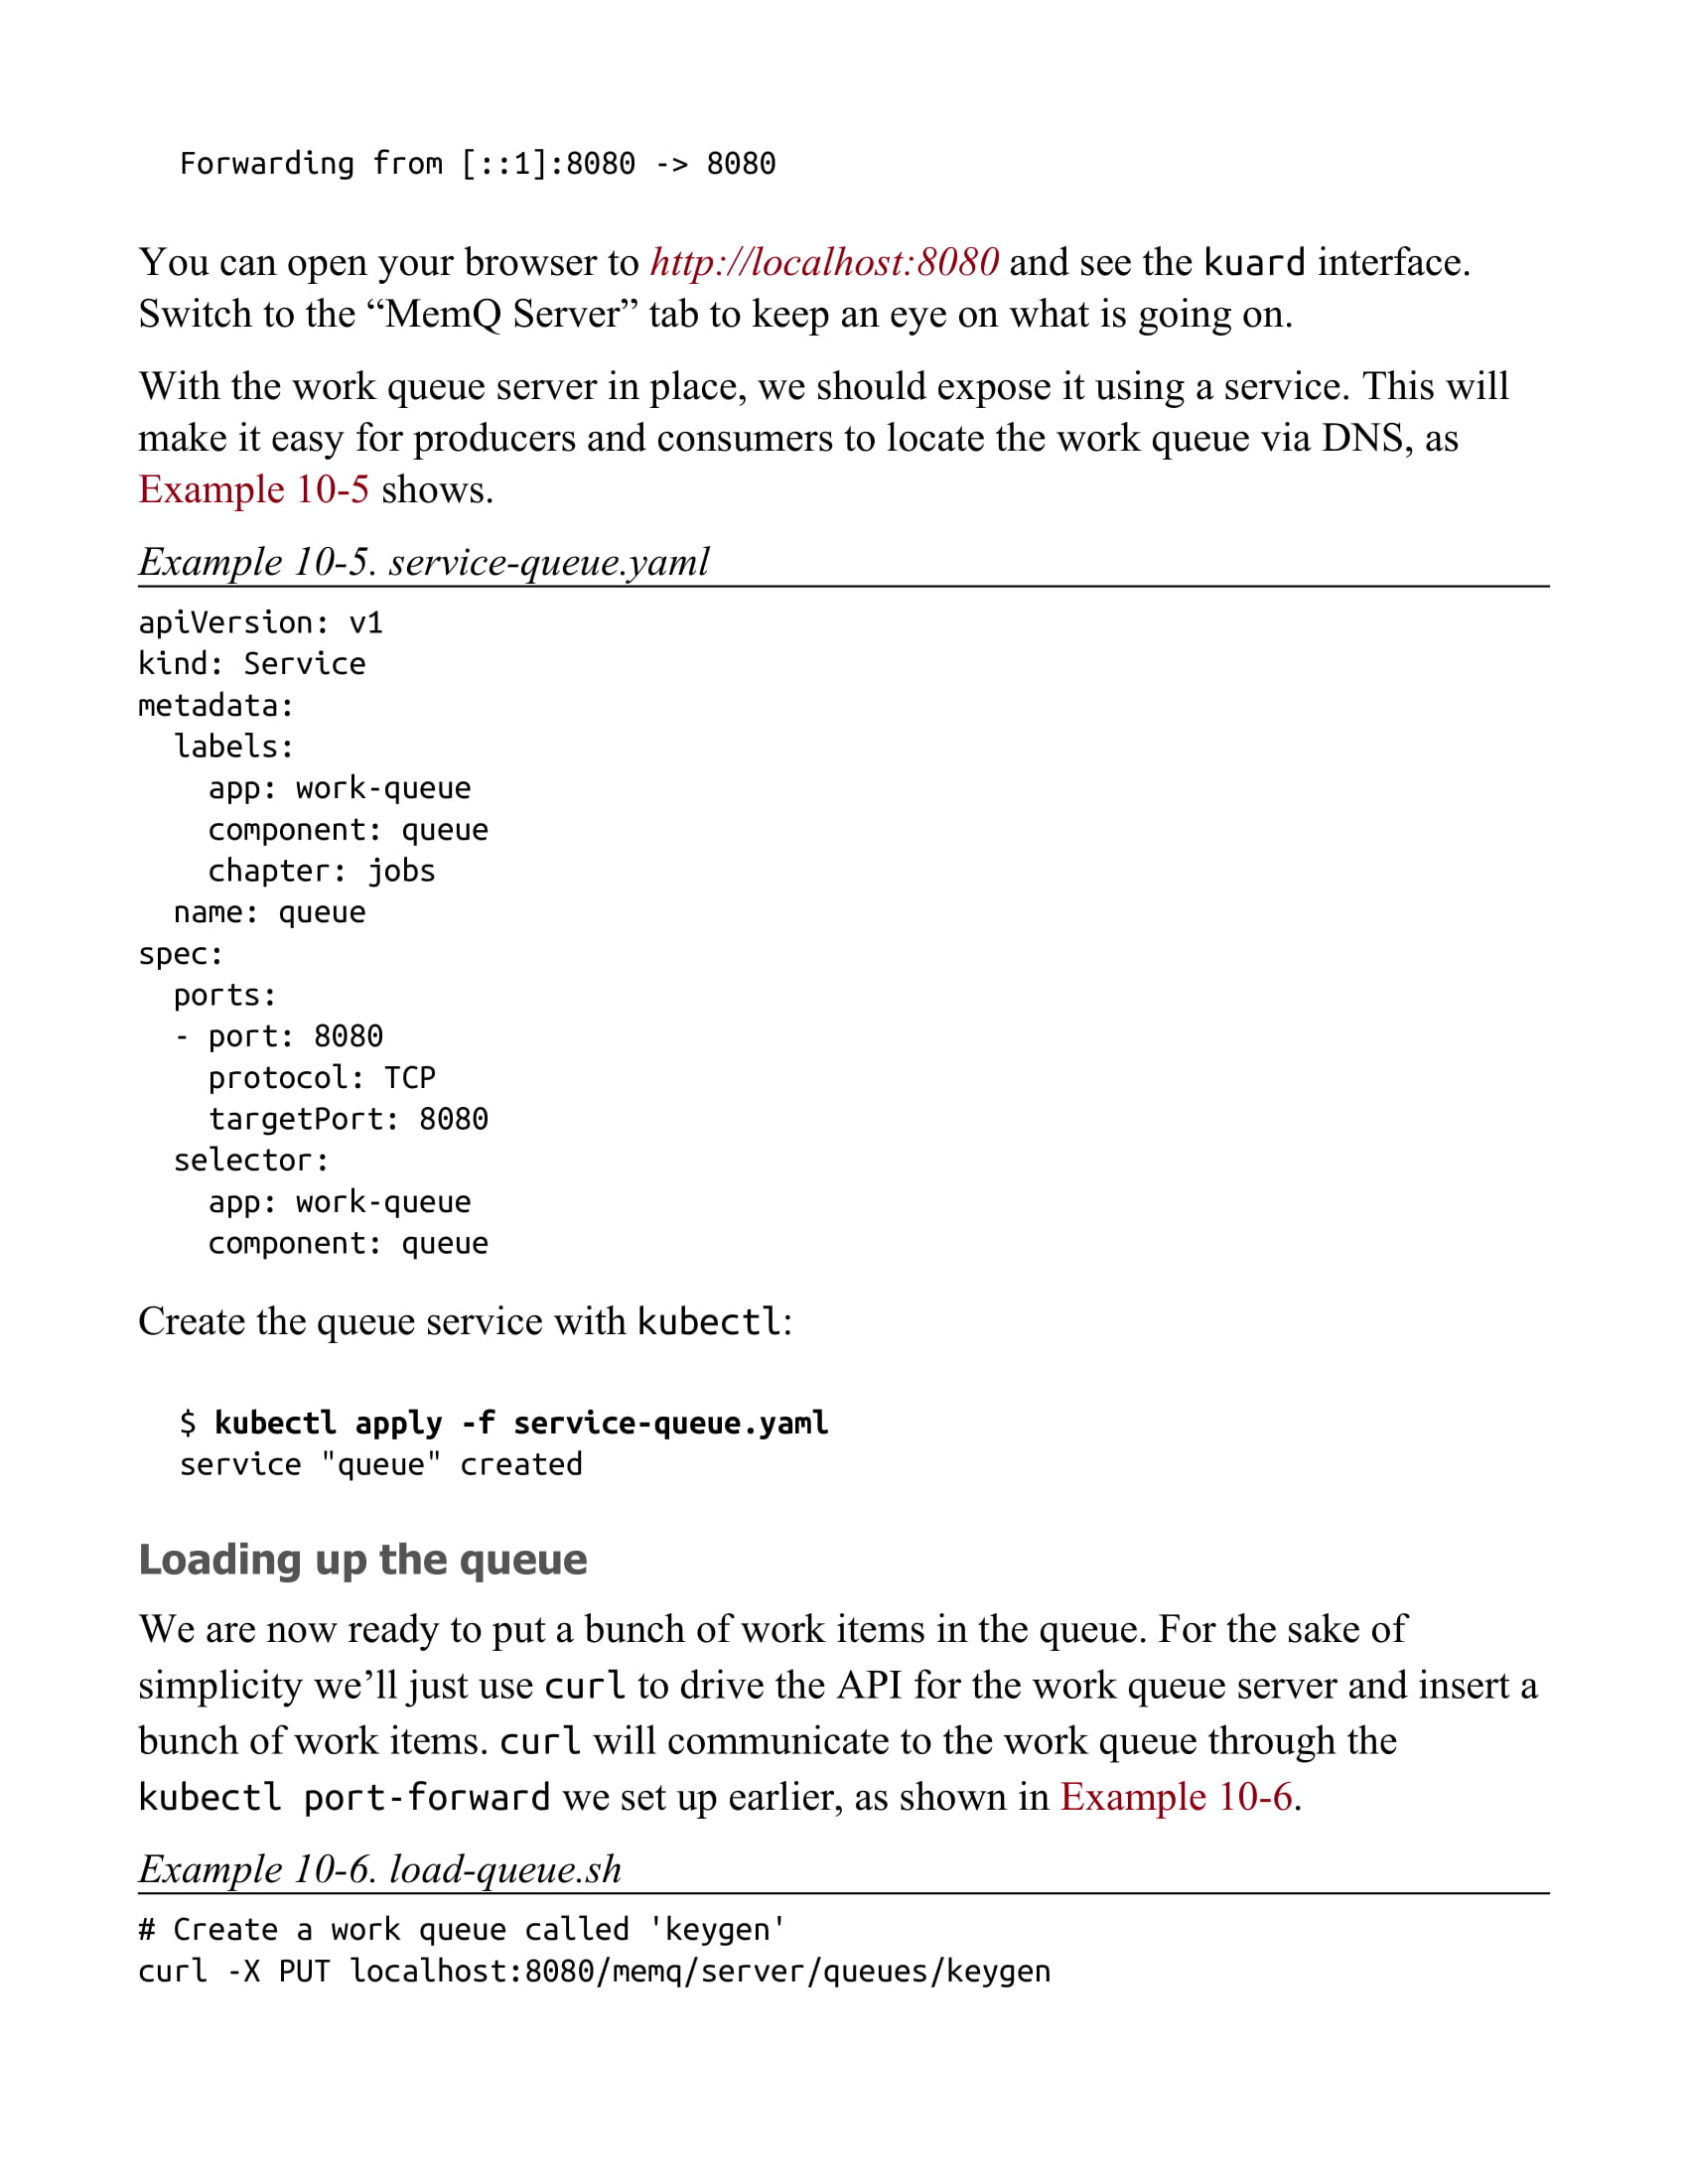 Forwarding from [::1]:8080 -> 8080
You can open your browser to http://localhost:8080 and see the kuard interface.
Switch to the “MemQ Server” tab to keep an eye on what is going on.
With the work queue server in place, we should expose it using a service. This will
make it easy for producers and consumers to locate the work queue via DNS, as
Example 10-5 shows.
Example 10-5. service-queue.yaml
apiVersion: v1
kind: Service
metadata:
  labels:
    app: work-queue
    component: queue
    chapter: jobs
  name: queue
spec:
  ports:
  - port: 8080
    protocol: TCP
    targetPort: 8080
  selector:
    app: work-queue
    component: queue
Create the queue service with kubectl:
$ kubectl apply -f service-queue.yaml
service "queue" created
Loading up the queue
We are now ready to put a bunch of work items in the queue. For the sake of
simplicity we’ll just use curl to drive the API for the work queue server and insert a
bunch of work items. curl will communicate to the work queue through the
kubectl port-forward we set up earlier, as shown in Example 10-6.
Example 10-6. load-queue.sh
# Create a work queue called 'keygen'
curl -X PUT localhost:8080/memq/server/queues/keygen